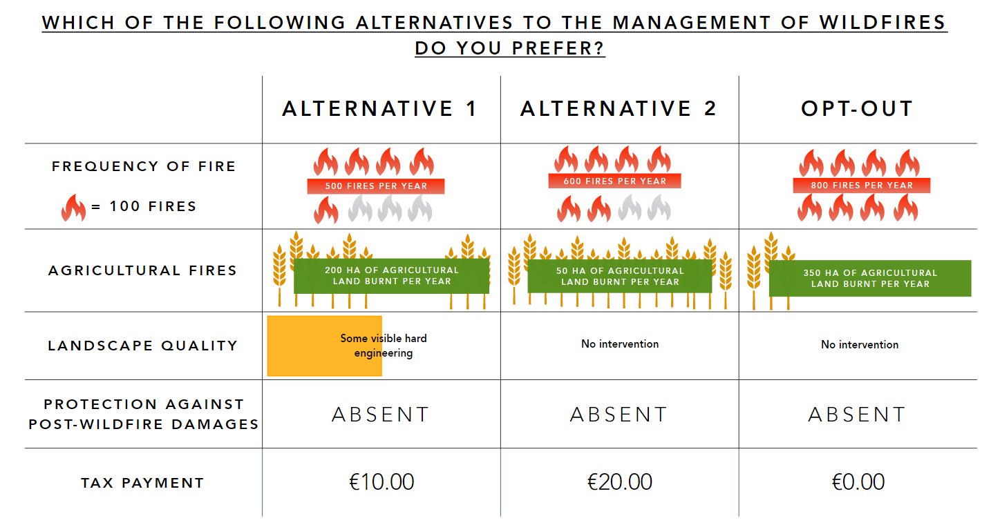 WHICH OF THE FOLLOWING ALTERNATIVES TO THE MANAGEMENT OF WILDFIRES
DO YOU PREFER?
ALTERNATIVE 1
ALTERNATIVE 2
OPT-OUT
FREQUENCY OF FIRE
= 100 FIRES
500 FIRES PER YEAR
600 FIRES PER YEAR
800 FIRES PER YEAR
AGRICULTURAL FIRES
200 HA OF AGRICULTURAL
LAND BURNT PER YEAR
50 HA OF AGRICULTURAL
LAND BURNT PER YEAR
350 HA OF AGRICULTURAL
LAND BURNT PER YEAR
LANDSCAPE QUALITY
Some visible hard
engineering
No intervention
No intervention
PROTECTION AGAINST
POST-WILDFIRE DAMAGES
ABSENT
ABSENT
ABSENT
TAX PAYMENT
€10.00
€20.00
€0.00